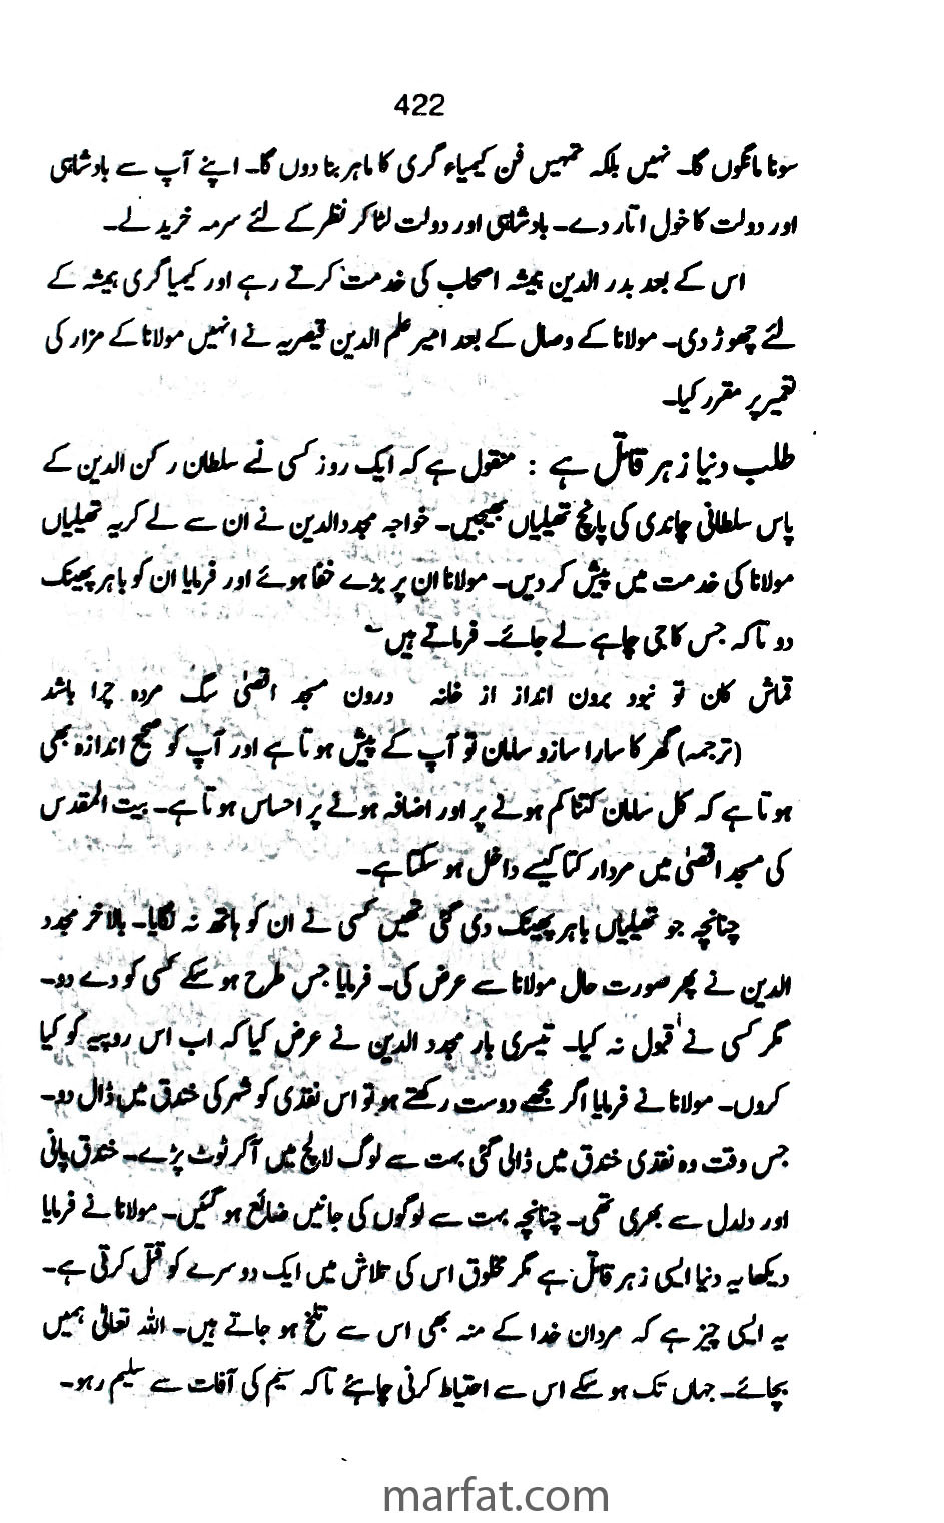 422
سونا مانگوں گا۔ نہیں بلکہ تمہیں فن کیمیاء گری کا ماہر بنا دوں گا۔ اپنے آپ سے بادشاہی
اور دولت کا خول اتار دے۔ بادشاہی اور دولت لٹا کر نظر کے لئے سرمہ خرید لے۔
اس کے بعد بدر الدین ہمیشہ اصحاب کی خدمت کرتے رہے اور کیمیا گری ہمیشہ کے
لئے چھوڑ دی۔ مولانا کے وصال کے بعد امیر علم الدین قیصریہ نے انہیں مولانا کے مزار کی
تعمیر پر مقرر کیا۔
طلب دنیا زہر قاتل ہے : منقول ہے کہ ایک روز کسی نے سلطان رکن الدین کے
پاس سلطانی چاندی کی پانچ تھیلیاں بھیجیں۔ خواجہ مجدد الدین نے ان سے لے کر یہ تھیلیاں
مولانا کی خدمت میں پیش کر دیں۔ مولانا ان پر بڑے خفا ہوئے اور فرمایا ان کو باہر پھینک
دو تاکہ جس کا جی چاہے لے جائے۔ فرماتے ہیں
قماش کان تو نبود برون انداز از خانہ درون مسجد اقصیٰ سگ مردہ چرا باشد
(ترجمہ) گھر کا سارا سازو سامان تو آپ کے پیش ہوتا ہے اور آپ کو صحیح اندازہ بھی
ہوتا ہے کہ کل سامان کتنا کم ہونے پر اور اضافہ ہونے پر احساس ہوتا ہے۔ بیت المقدس
کی مسجد اقصیٰ میں مردار کتا کیسے داخل ہو سکتا ہے۔
چنانچہ جو تھیلیاں باہر پھینک دی گئی تھیں کسی نے ان کو ہاتھ نہ لگایا۔ بالاخر مجدد
الدین نے پھر صورت حال مولانا سے عرض کی۔ فرمایا جس طرح ہو سکے کسی کو دے دو۔
مگر کسی نے قبول نہ کیا۔ تیسری بار مجدد الدین نے عرض کیا کہ اب اس روپیے کو کیا
کروں۔ مولانا نے فرمایا اگر مجھے دوست رکھتے ہو تو اس نقدی کو شہر کی خندق میں ڈال دو۔
جس وقت وہ نقدی خندق میں ڈالی گئی بہت سے لوگ لالچ میں آکر ٹوٹ پڑے۔ خندق پانی
اور دلدل سے بھری تھی۔ چنانچہ بہت سے لوگوں کی جانیں ضائع ہو گئیں۔ مولانا نے فرمایا
دیکھا یہ دنیا ایسی زہر قاتل ہے مگر مخلوق اس کی تلاش میں ایک دوسرے کو قتل کرتی ہے۔
یہ ایسی چیز ہے کہ مردان خدا کے منہ بھی اس سے تلخ ہو جاتے ہیں۔ اللہ تعالیٰ ہمیں
بچائے۔ جہاں تک ہو سکے اس سے احتیاط کرنی چاہئے تاکہ سیم کی آفات سے سلیم رہو۔
marfat.com